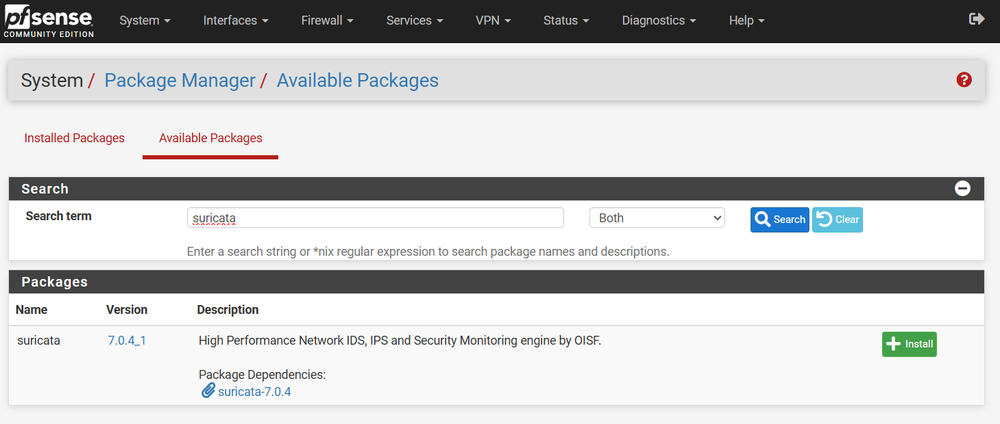 pfsense
COMMUNITY EDITION
System Interfaces Firewall Services VPN Status Diagnostics Help
System / Package Manager / Available Packages
Installed Packages Available Packages
Search
Search term suricata Both Search Clear
Enter a search string or *nix regular expression to search package names and descriptions.
Packages
Name Version Description
suricata 7.0.4_1 High Performance Network IDS, IPS and Security Monitoring engine by OISF. Install
Package Dependencies:
suricata-7.0.4